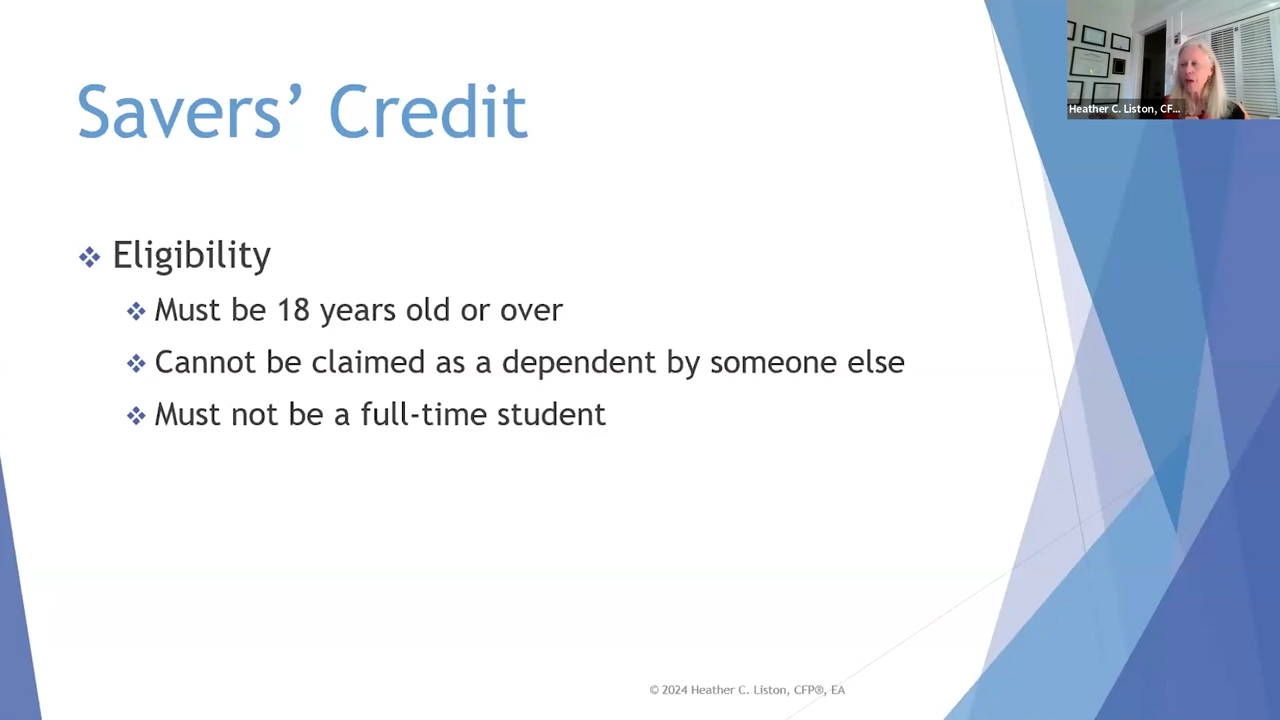 Savers’ Credit
Heather C. Liston, CF...
Eligibility
Must be 18 years old or over
Cannot be claimed as a dependent by someone else
Must not be a full-time student
© 2024 Heather C. Liston, CFP®, EA